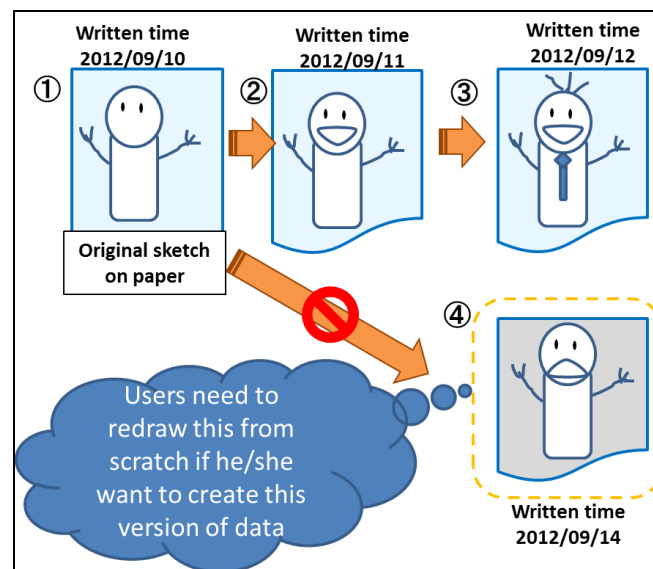 Written time
2012/09/10
Written time
2012/09/11
Written time
2012/09/12
①
②
③
Original sketch
on paper
④
Users need to
redraw this from
scratch if he/she
want to create this
version of data
Written time
2012/09/14